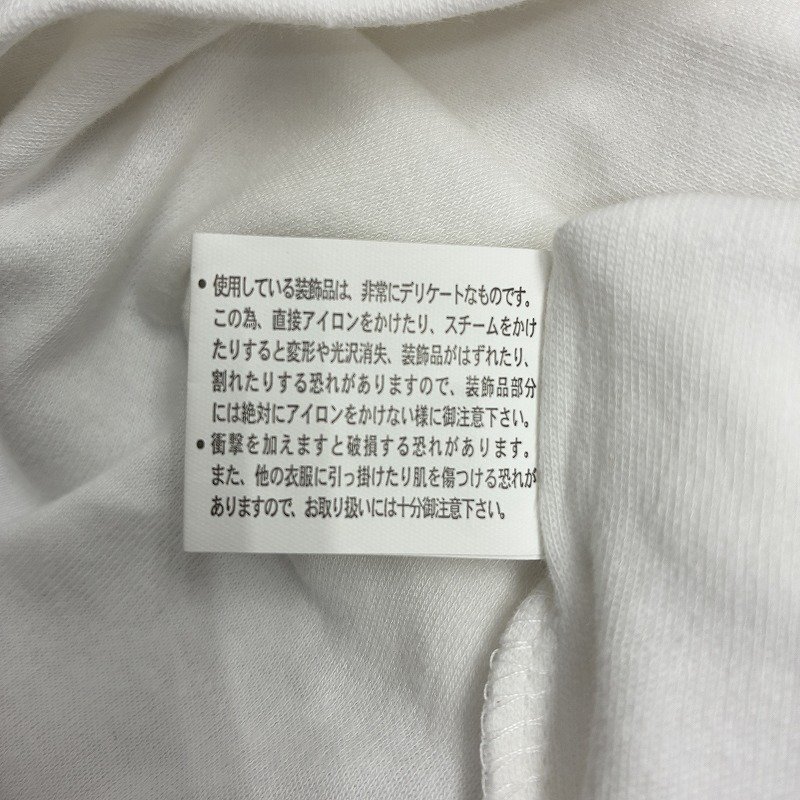 ・使用している装飾品は、非常にデリケートなものです。
この為、直接アイロンをかけたり、スチームをかけ
たりすると変形や光沢消失、装飾品がはずれたり、
割れたりする恐れがありますので、装飾品部分
には絶対にアイロンをかけない様に御注意下さい。
・衝撃を加えますと破損する恐れがあります。
また、他の衣服に引っ掛けたり肌を傷つける恐れが
ありますので、お取り扱いには十分御注意下さい。